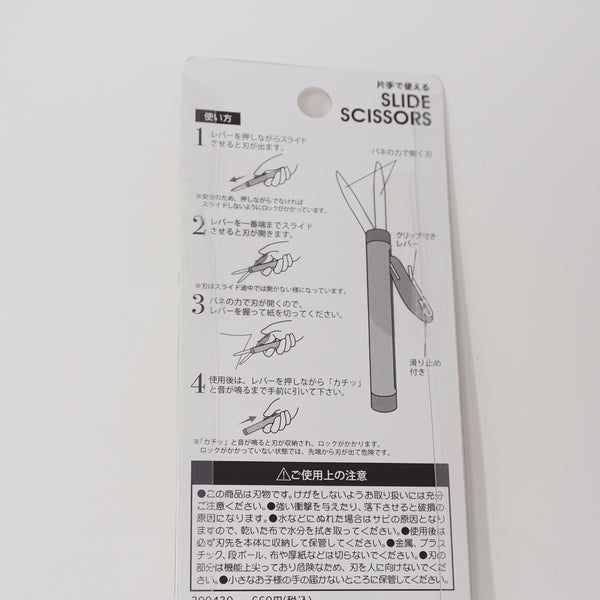 片手で使える
SLIDE
SCISSORS
使い方
1 レバーを押しながらスライド
させると刃が出ます。
※安全のため、押しながらでなければ
スライドしないようにロックがかかっています。
2 レバーを一番端までスライド
させると刃が開きます。
※刃はスライド途中では開かない様になっています。
3 バネの力で刃が開くので、
レバーを握って紙を切ってください。
4 使用後は、レバーを押しながら「カチッ」
と音が鳴るまで手前に引いて下さい。
※「カチッ」と音が鳴ると刃が収納され、ロックがかかります。
ロックがかかっていない状態では、先端から刃が出て危険です。
バネの力で開く刃
クリップ付き
レバー
滑り止め
付き
⚠ご使用上の注意
●この商品は刃物です。けがをしないようお取り扱いには充分
ご注意ください。●強い衝撃を与えたり、落下させると破損の
原因になります。●水などにぬれた場合はサビの原因となり
ますので、乾いた布で水分を拭き取ってください。●使用後は
必ず刃先を本体に収納して保管してください。●金属、プラス
チック、段ボール、布や厚紙などは切らないでください。●刃の
部分は機能上尖っており危険なため、刃を人に向けないでくだ
さい。●小さなお子様の手の届かないところに保管してください。
300430 660円(税込)